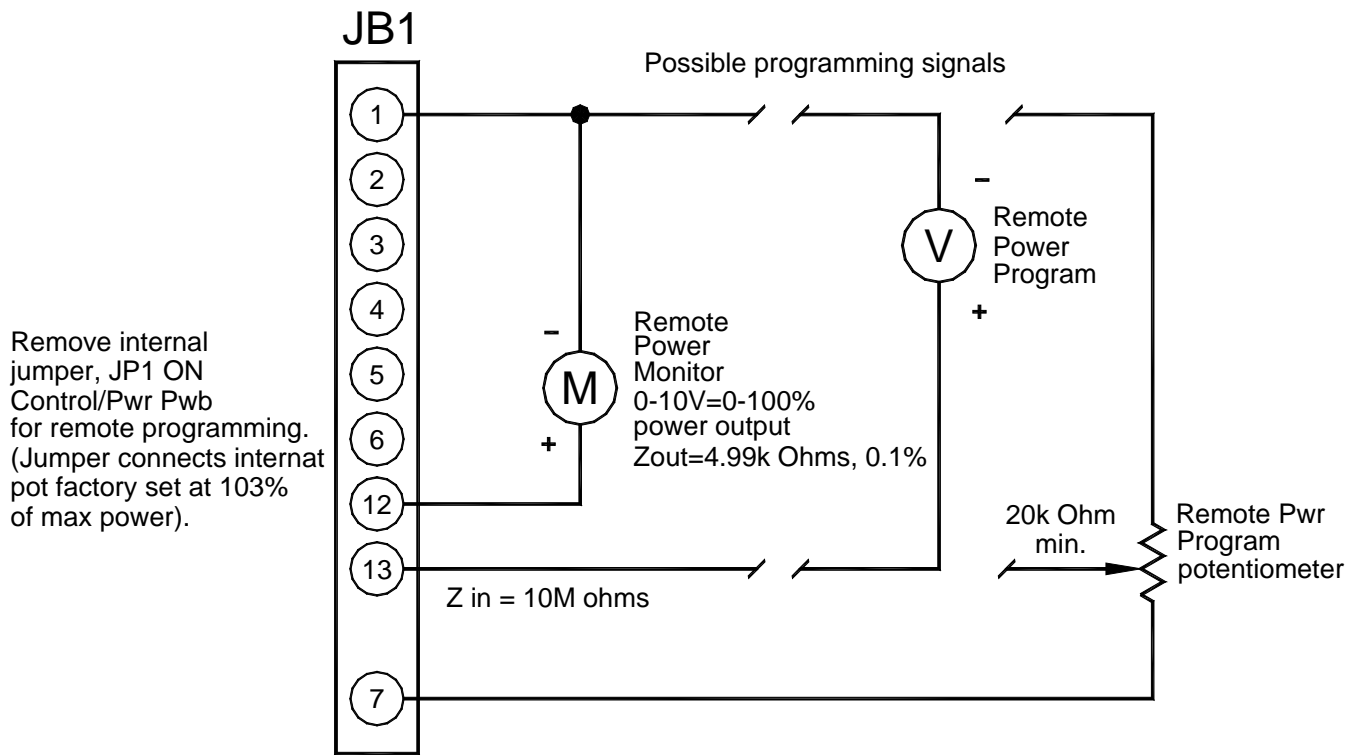 JB1
Possible programming signals
1
2
3
4
5
6
12
13
7
Remove internal
jumper, JP1 ON
Control/Pwr Pwb
for remote programming.
(Jumper connects internat
pot factory set at 103%
of max power).
–
M
+
Remote
Power
Monitor
0-10V=0-100%
power output
Zout=4.99k Ohms, 0.1%
–
V
+
Remote
Power
Program
Z in = 10M ohms
20k Ohm
min.
Remote Pwr
Program
potentiometer